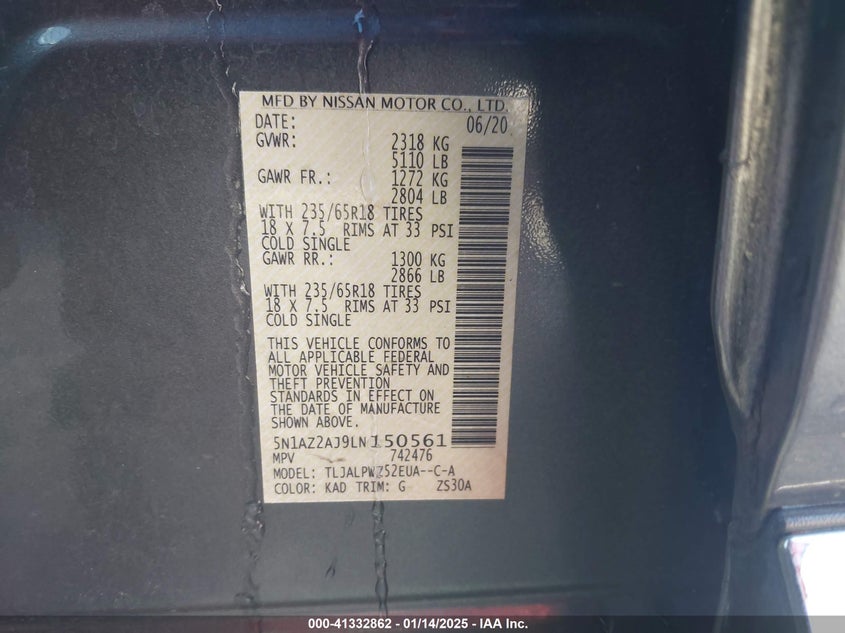 MFD BY NISSAN MOTOR CO., LTD.
DATE: 06/20
GVWR: 2318 KG
5110 LB
GAWR FR.: 1272 KG
2804 LB
WITH 235/65R18 TIRES
18 X 7.5 RIMS AT 33 PSI
COLD SINGLE
GAWR RR.: 1300 KG
2866 LB
WITH 235/65R18 TIRES
18 X 7.5 RIMS AT 33 PSI
COLD SINGLE
THIS VEHICLE CONFORMS TO
ALL APPLICABLE FEDERAL
MOTOR VEHICLE SAFETY AND
THEFT PREVENTION
STANDARDS IN EFFECT ON
THE DATE OF MANUFACTURE
SHOWN ABOVE.
5N1AZ2AJ9LN150561
MPV 742476
MODEL: TLJALPWZ52EUA--C-A
COLOR: KAD TRIM: G ZS30A
000-41332862 - 01/14/2025 - IAA Inc.